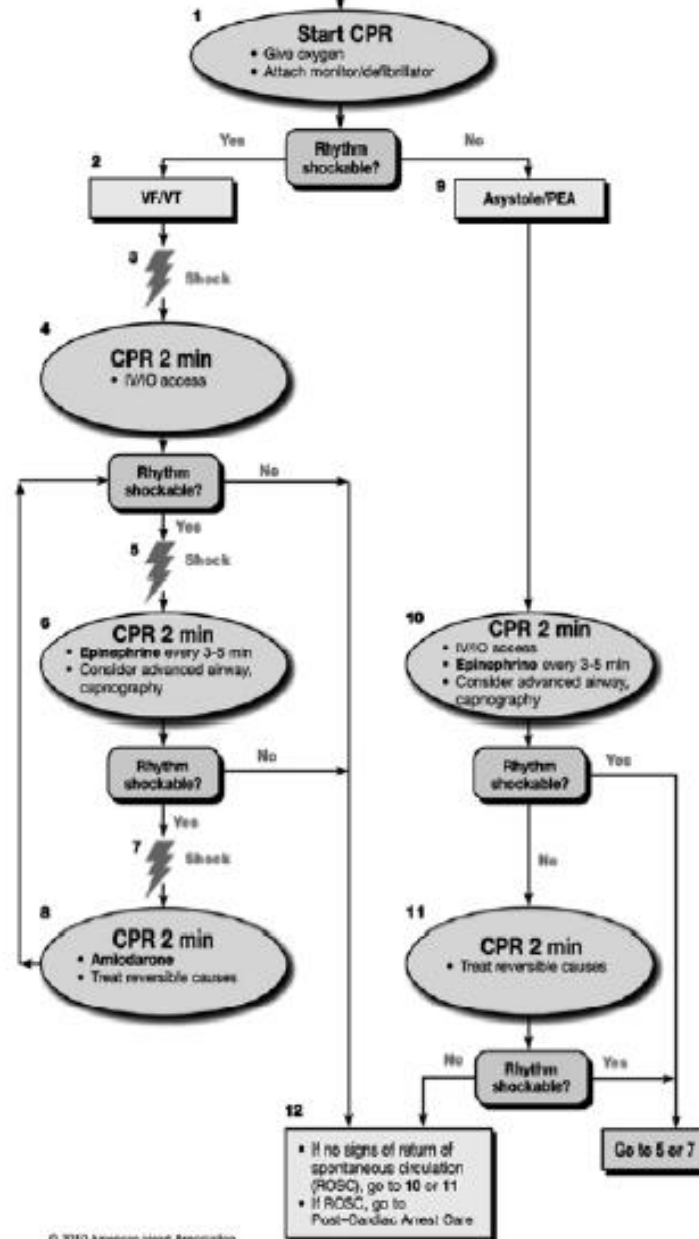 1
Start CPR
• Give oxygen
• Attach monitor/defibrillator
Yes
Rhythm
shockable?
No
2
VF/VT
9
Asystole/PEA
3
Shock
4
CPR 2 min
• IV/IO access
Rhythm
shockable?
No
Yes
5
Shock
6
CPR 2 min
• Epinephrine every 3-5 min
• Consider advanced airway,
capnography
10
CPR 2 min
• IV/IO access
• Epinephrine every 3-5 min
• Consider advanced airway,
capnography
Rhythm
shockable?
No
Yes
7
Shock
Rhythm
shockable?
Yes
No
8
CPR 2 min
• Amiodarone
• Treat reversible causes
11
CPR 2 min
• Treat reversible causes
No
Rhythm
shockable?
Yes
12
• If no signs of return of
spontaneous circulation
(ROSC), go to 10 or 11
• If ROSC, go to
Post-Cardiac Arrest Care
Go to 5 or 7
© 2010 American Heart Association